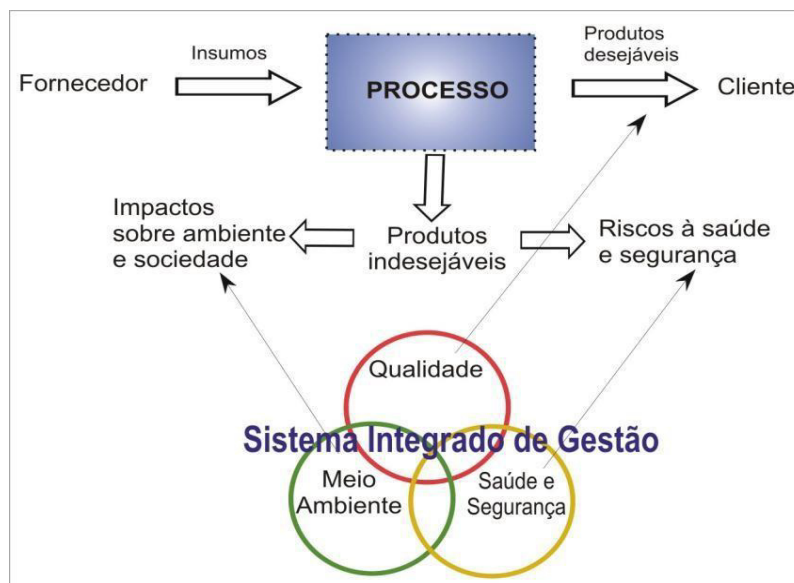 Fornecedor
Insumos
PROCESSO
Produtos
desejáveis
Cliente
Impactos
sobre ambiente
e sociedade
Produtos
indesejáveis
Riscos à saúde
e segurança
Qualidade
Sistema Integrado de Gestão
Meio
Ambiente
Saúde e
Segurança